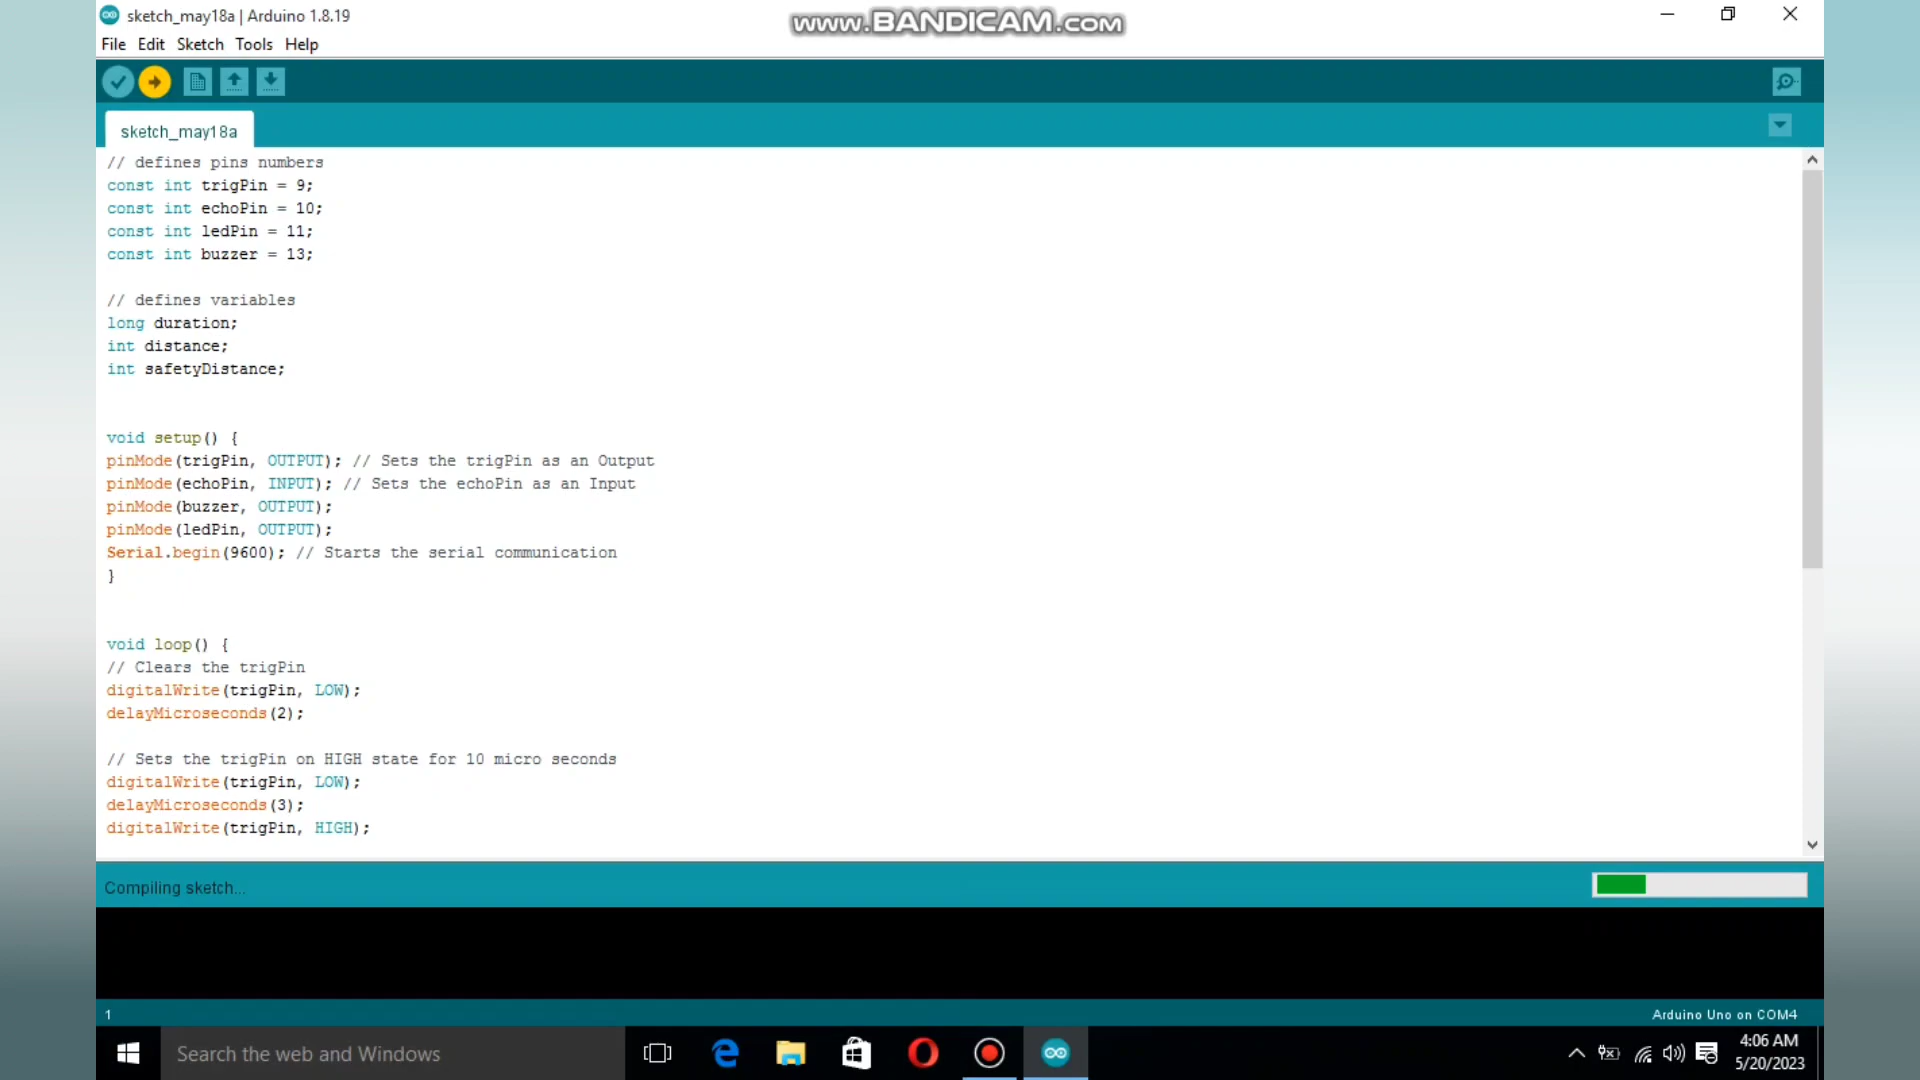 sketch_may18a | Arduino 1.8.19
www.BANDICAM.com
File Edit Sketch Tools Help
sketch_may18a
// defines pins numbers
const int trigPin = 9;
const int echoPin = 10;
const int ledPin = 11;
const int buzzer = 13;
// defines variables
long duration;
int distance;
int safetyDistance;
void setup() {
pinMode(trigPin, OUTPUT); // Sets the trigPin as an Output
pinMode(echoPin, INPUT); // Sets the echoPin as an Input
pinMode(buzzer, OUTPUT);
pinMode(ledPin, OUTPUT);
Serial.begin(9600); // Starts the serial communication
}
void loop() {
// Clears the trigPin
digitalWrite(trigPin, LOW);
delayMicroseconds(2);
// Sets the trigPin on HIGH state for 10 micro seconds
digitalWrite(trigPin, LOW);
delayMicroseconds(3);
digitalWrite(trigPin, HIGH);
Compiling sketch...
1
Arduino Uno on COM4
Search the web and Windows
4:06 AM
5/20/2023